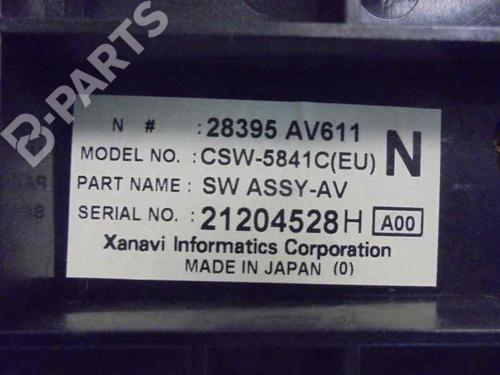 B-PARTS
N # : 28395 AV611
N
MODEL NO. : CSW-5841C(EU)
PART NAME : SW ASSY-AV
SERIAL NO. : 21204528H A00
Xanavi Informatics Corporation
MADE IN JAPAN (0)